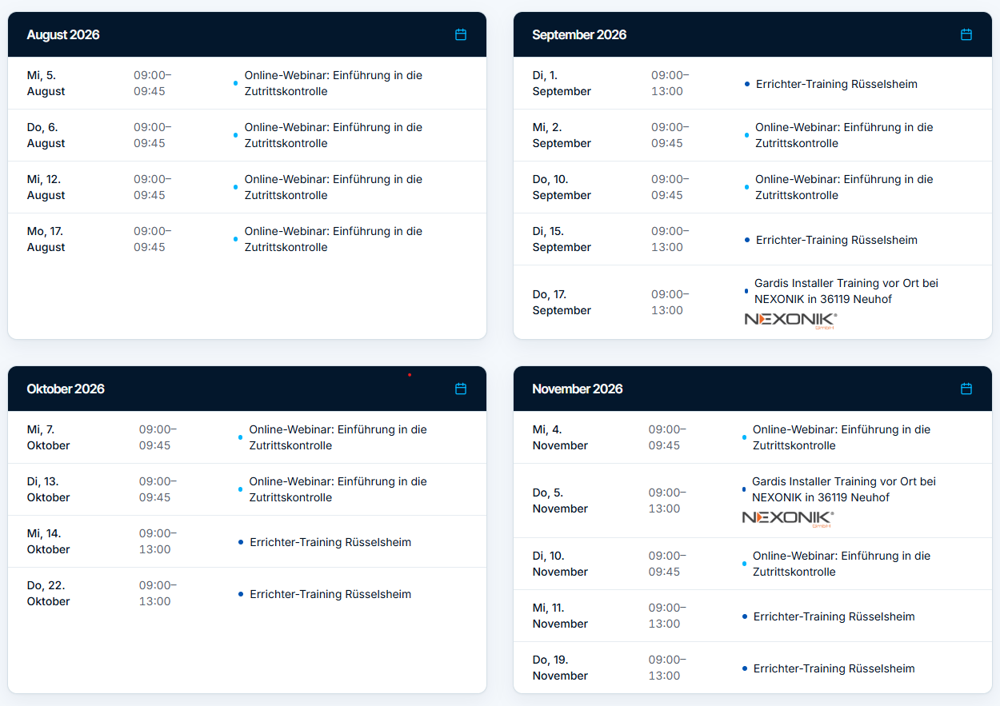 August 2026
Mi, 5.
August
09:00–
09:45
Online-Webinar: Einführung in die
Zutrittskontrolle
Do, 6.
August
09:00–
09:45
Online-Webinar: Einführung in die
Zutrittskontrolle
Mi, 12.
August
09:00–
09:45
Online-Webinar: Einführung in die
Zutrittskontrolle
Mo, 17.
August
09:00–
09:45
Online-Webinar: Einführung in die
Zutrittskontrolle
September 2026
Di, 1.
September
09:00–
13:00
Errichter-Training Rüsselsheim
Mi, 2.
September
09:00–
09:45
Online-Webinar: Einführung in die
Zutrittskontrolle
Do, 10.
September
09:00–
09:45
Online-Webinar: Einführung in die
Zutrittskontrolle
Di, 15.
September
09:00–
13:00
Errichter-Training Rüsselsheim
Do, 17.
September
09:00–
13:00
Gardis Installer Training vor Ort bei
NEXONIK in 36119 Neuhof
NEXONIK®
GmbH
Oktober 2026
Mi, 7.
Oktober
09:00–
09:45
Online-Webinar: Einführung in die
Zutrittskontrolle
Di, 13.
Oktober
09:00–
09:45
Online-Webinar: Einführung in die
Zutrittskontrolle
Mi, 14.
Oktober
09:00–
13:00
Errichter-Training Rüsselsheim
Do, 22.
Oktober
09:00–
13:00
Errichter-Training Rüsselsheim
November 2026
Mi, 4.
November
09:00–
09:45
Online-Webinar: Einführung in die
Zutrittskontrolle
Do, 5.
November
09:00–
13:00
Gardis Installer Training vor Ort bei
NEXONIK in 36119 Neuhof
NEXONIK®
GmbH
Di, 10.
November
09:00–
09:45
Online-Webinar: Einführung in die
Zutrittskontrolle
Mi, 11.
November
09:00–
13:00
Errichter-Training Rüsselsheim
Do, 19.
November
09:00–
13:00
Errichter-Training Rüsselsheim